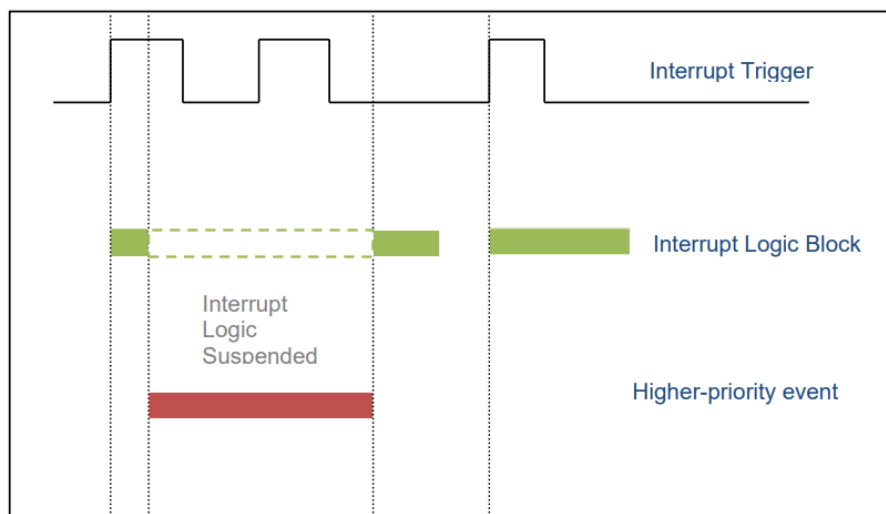 Interrupt Trigger
Interrupt Logic Block
Interrupt
Logic
Suspended
Higher-priority event